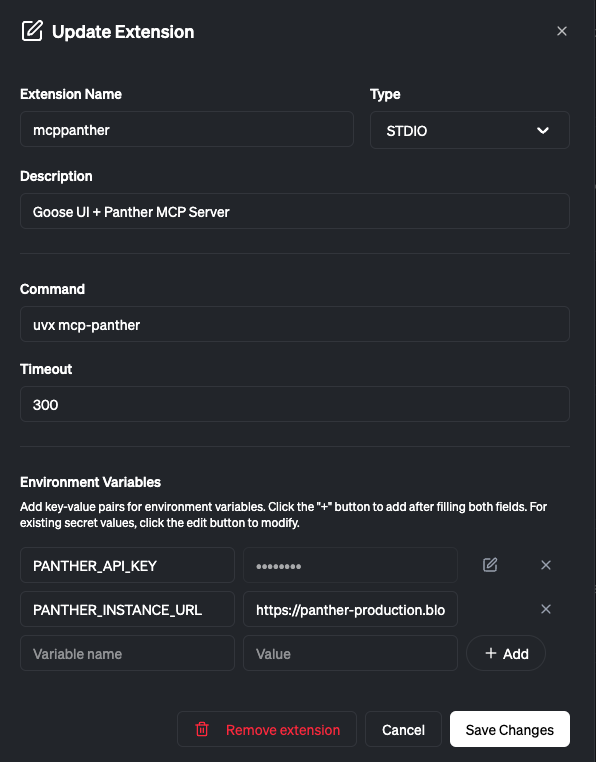 Update Extension
Extension Name
Type
mcppanther
STDIO
Description
Goose UI + Panther MCP Server
Command
uvx mcp-panther
Timeout
300
Environment Variables
Add key-value pairs for environment variables. Click the "+" button to add after filling both fields. For
existing secret values, click the edit button to modify.
PANTHER_API_KEY
••••••••
PANTHER_INSTANCE_URL
https://panther-production.blo
Variable name
Value
+ Add
Remove extension
Cancel
Save Changes